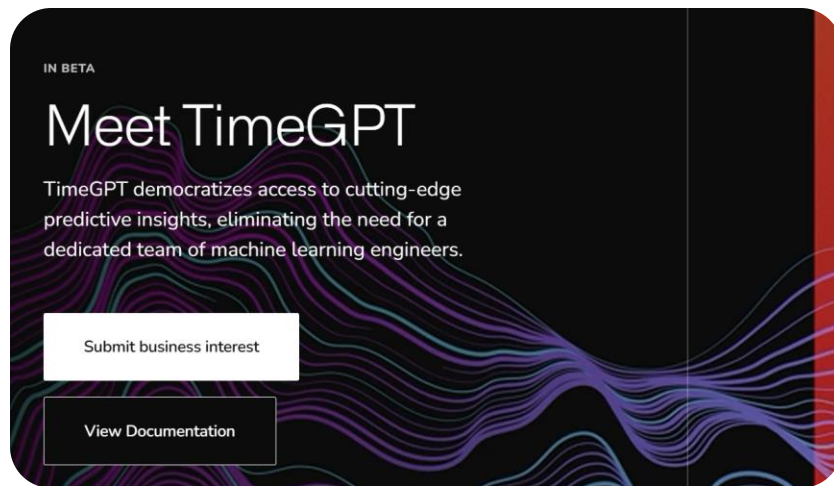 IN BETA
Meet TimeGPT
TimeGPT democratizes access to cutting-edge
predictive insights, eliminating the need for a
dedicated team of machine learning engineers.
Submit business interest
View Documentation